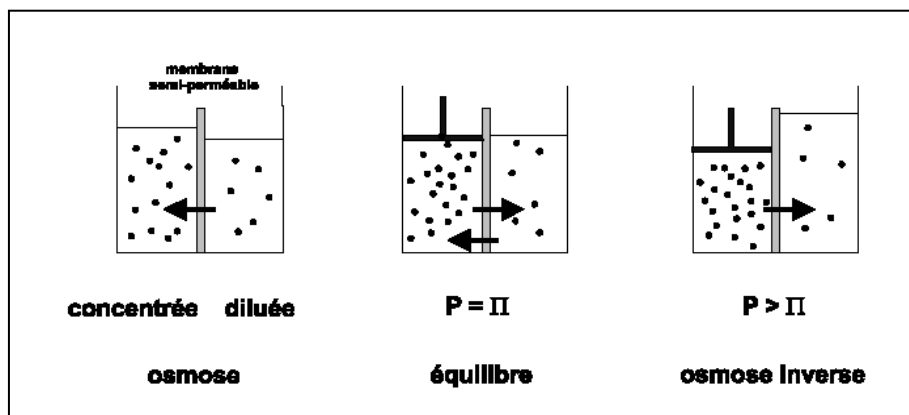 membrane
semi-perméable
concentrée diluée
P = Π
P > Π
osmose
équilibre
osmose inverse